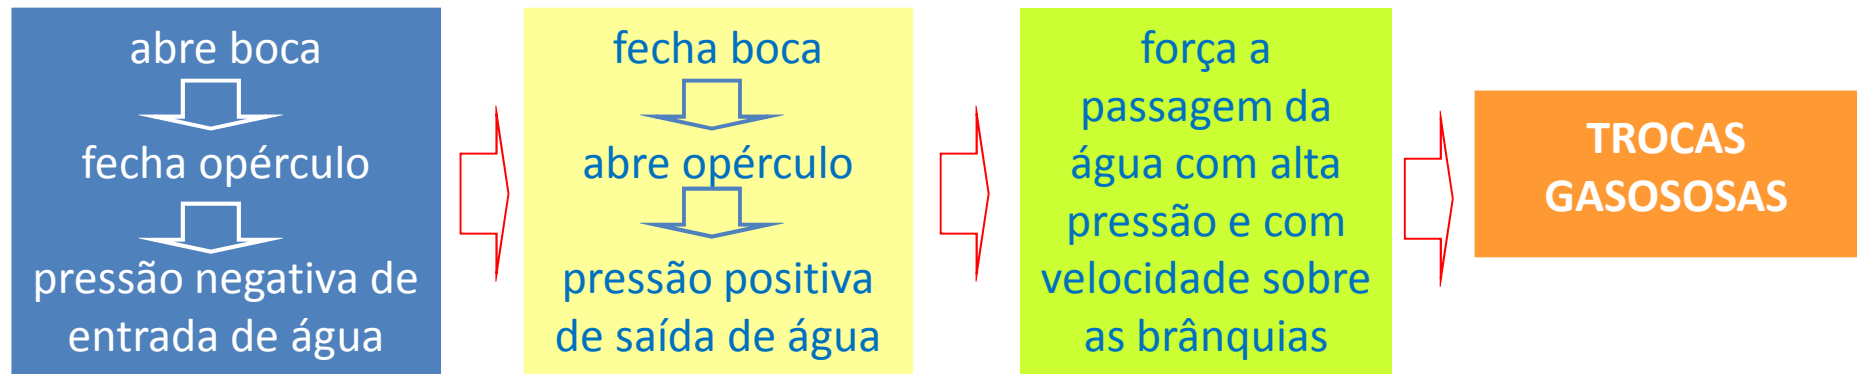 abre boca
fecha opérculo
pressão negativa de
entrada de água
fecha boca
abre opérculo
pressão positiva
de saída de água
força a
passagem da
água com alta
pressão e com
velocidade sobre
as brânquias
TROCAS
GASOSOSAS